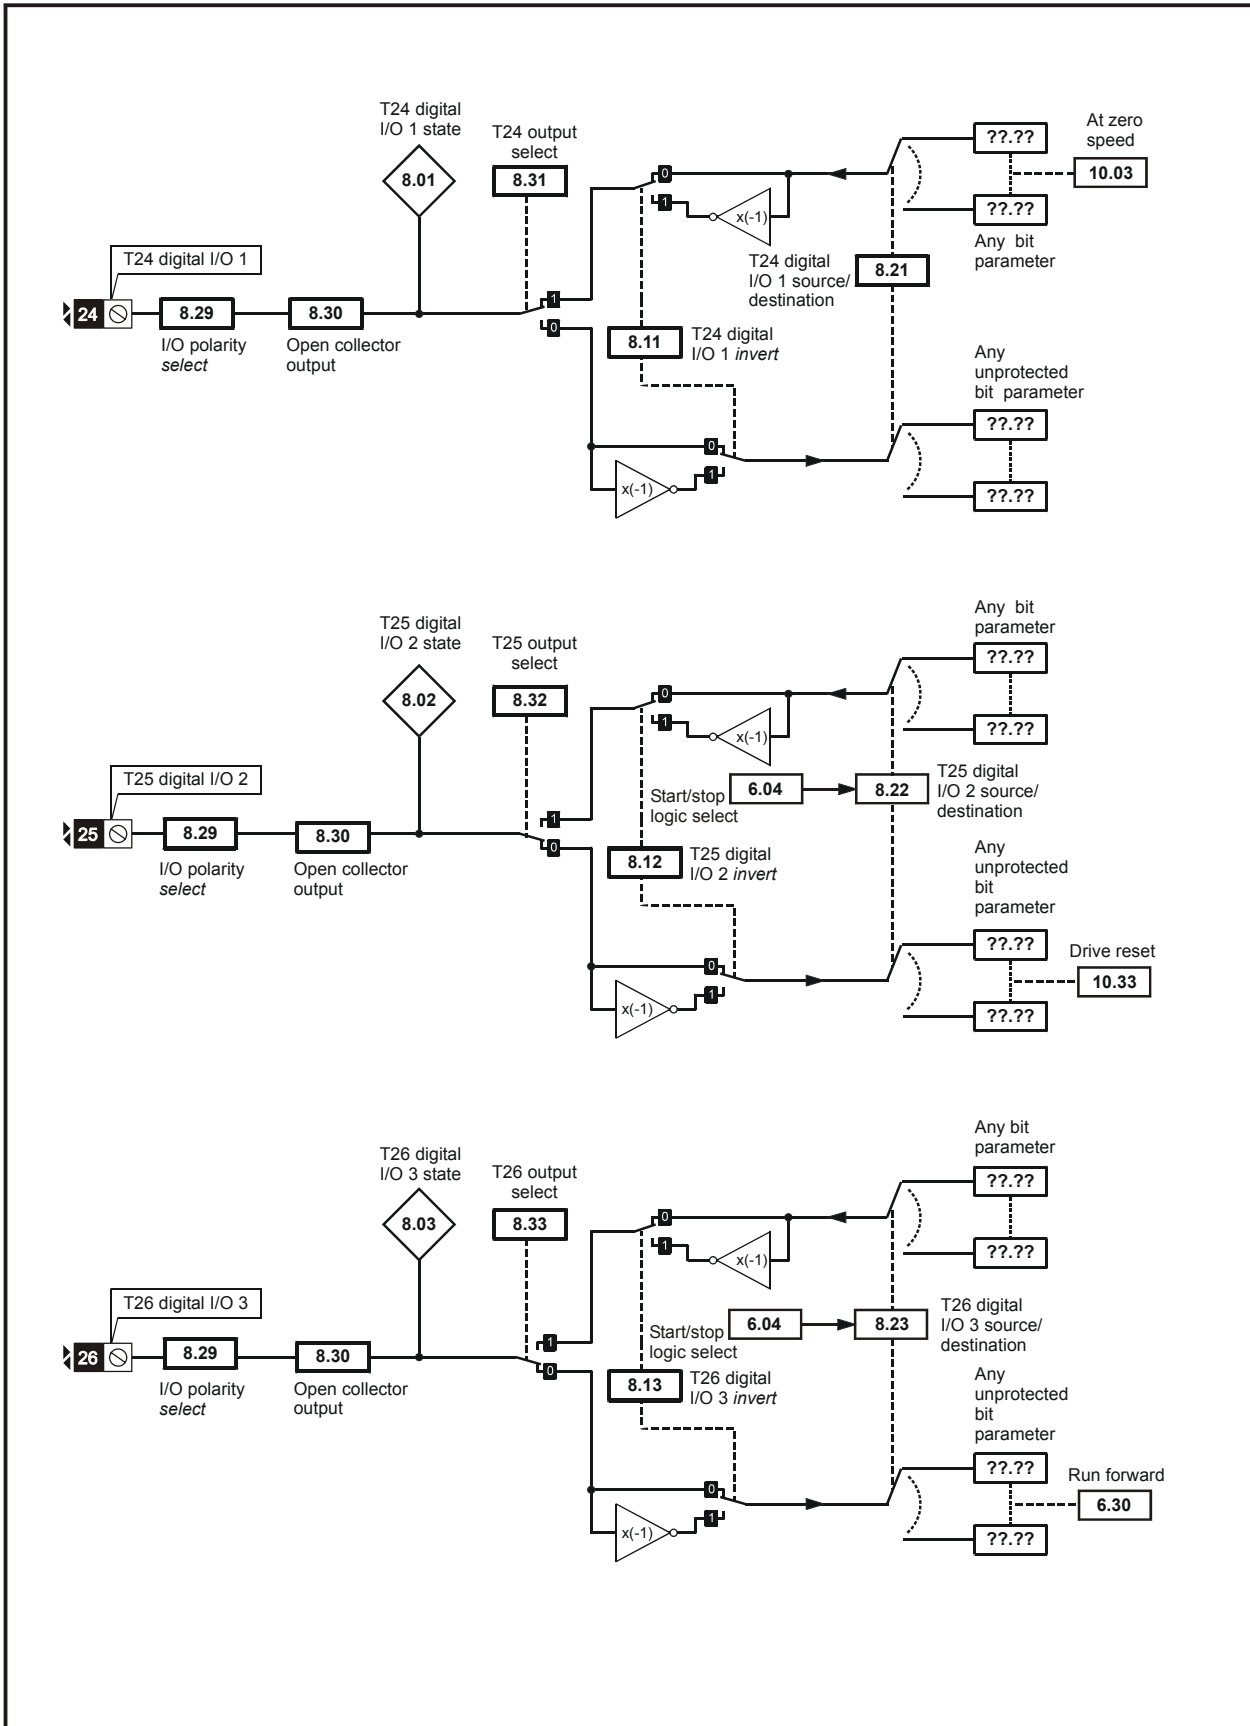 T24 digital
I/O 1 state
8.01
T24 output
select
8.31
0
1
x(-1)
??.??
??.??
Any bit
parameter
At zero
speed
10.03
T24 digital I/O 1
24
8.29
I/O polarity
select
8.30
Open collector
output
1
0
T24 digital
I/O 1 source/
destination
8.21
8.11
T24 digital
I/O 1 invert
Any
unprotected
bit parameter
??.??
??.??
0
1
x(-1)
T25 digital
I/O 2 state
8.02
T25 output
select
8.32
0
1
x(-1)
Any bit
parameter
??.??
??.??
T25 digital I/O 2
25
8.29
I/O polarity
select
8.30
Open collector
output
1
0
Start/stop
logic select
6.04
8.22
T25 digital
I/O 2 source/
destination
8.12
T25 digital
I/O 2 invert
Any
unprotected
bit
parameter
??.??
??.??
Drive reset
10.33
0
1
x(-1)
T26 digital
I/O 3 state
8.03
T26 output
select
8.33
0
1
x(-1)
Any bit
parameter
??.??
??.??
T26 digital I/O 3
26
8.29
I/O polarity
select
8.30
Open collector
output
1
0
Start/stop
logic select
6.04
8.23
T26 digital
I/O 3 source/
destination
8.13
T26 digital
I/O 3 invert
Any
unprotected
bit
parameter
??.??
??.??
Run forward
6.30
0
1
x(-1)